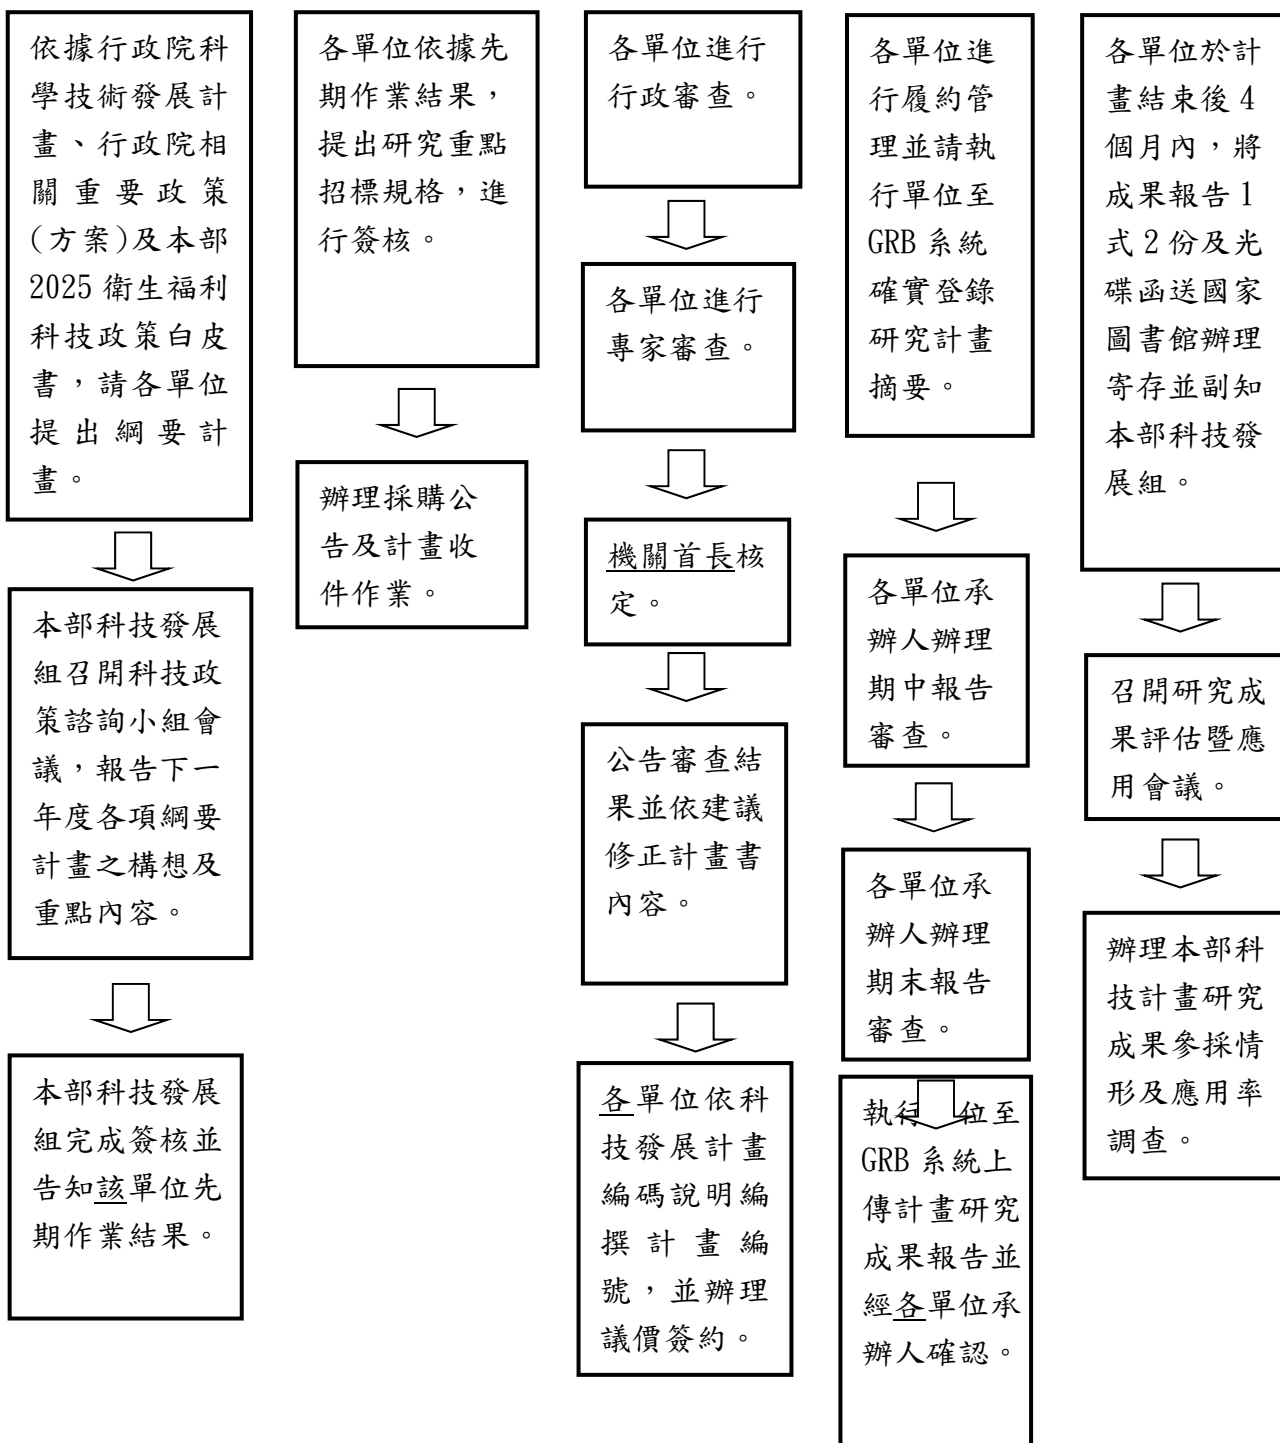 依據行政院科
學技術發展計
畫、行政院相
關重要政策
(方案)及本部
2025 衛生福利
科技政策白皮
書，請各單位
提出綱要計
畫。
本部科技發展
組召開科技政
策諮詢小組會
議，報告下一
年度各項綱要
計畫之構想及
重點內容。
本部科技發展
組完成簽核並
告知該單位先
期作業結果。
各單位依據先
期作業結果，
提出研究重點
招標規格，進
行簽核。
辦理採購公
告及計畫收
件作業。
各單位進行
行政審查。
各單位進行
專家審查。
機關首長核
定。
公告審查結
果並依建議
修正計畫書
內容。
各單位依科
技發展計畫
編碼說明編
撰計畫編
號，並辦理
議價簽約。
各單位進
行履約管
理並請執
行單位至
GRB 系統
確實登錄
研究計畫
摘要。
各單位承
辦人辦理
期中報告
審查。
各單位承
辦人辦理
期末報告
審查。
執行 位至
GRB 系統上
傳計畫研究
成果報告並
經各單位承
辦人確認。
各單位於計
畫結束後 4
個月內，將
成果報告 1
式 2 份及光
碟函送國家
圖書館辦理
寄存並副知
本部科技發
展組。
召開研究成
果評估暨應
用會議。
辦理本部科
技計畫研究
成果參採情
形及應用率
調查。